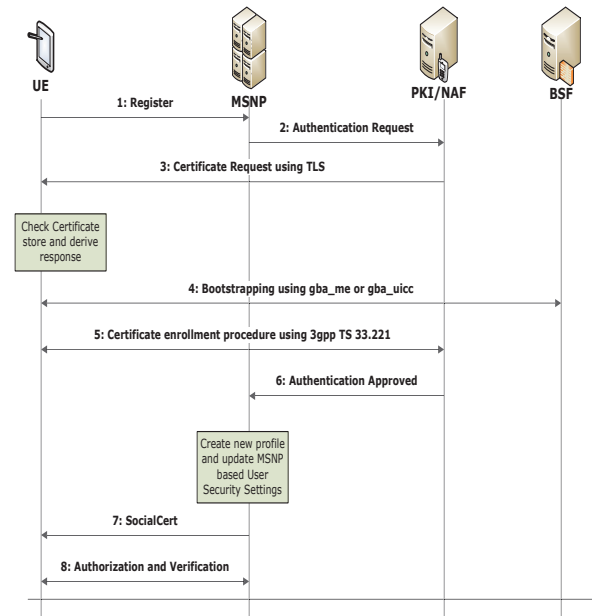 UE
MSNP
PKI/NAF
BSF
1: Register
2: Authentication Request
3: Certificate Request using TLS
Check Certificate
store and derive
response
4: Bootstrapping using gba_me or gba_uicc
5: Certificate enrollment procedure using 3gpp TS 33.221
6: Authentication Approved
Create new profile
and update MSNP
based User
Security Settings
7: SocialCert
8: Authorization and Verification